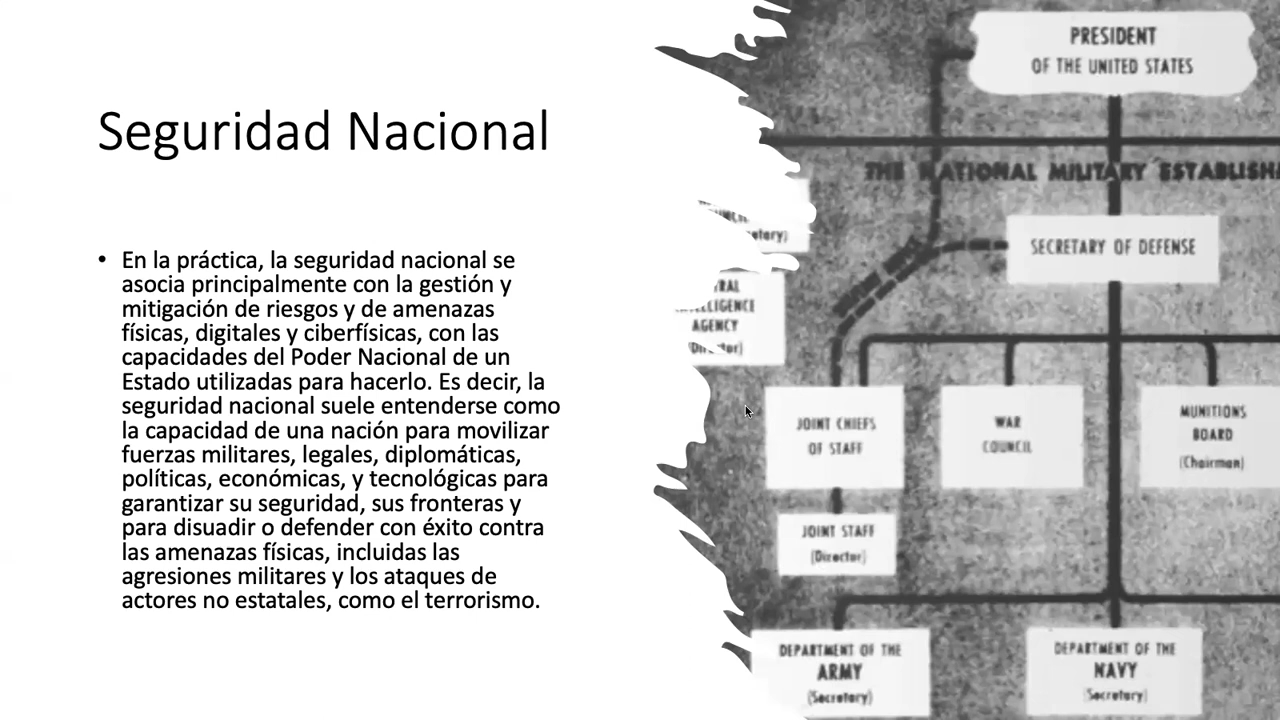 Seguridad Nacional
• En la práctica, la seguridad nacional se
asocia principalmente con la gestión y
mitigación de riesgos y de amenazas
físicas, digitales y ciberfísicas, con las
capacidades del Poder Nacional de un
Estado utilizadas para hacerlo. Es decir, la
seguridad nacional suele entenderse como
la capacidad de una nación para movilizar
fuerzas militares, legales, diplomáticas,
políticas, económicas, y tecnológicas para
garantizar su seguridad, sus fronteras y
para disuadir o defender con éxito contra
las amenazas físicas, incluidas las
agresiones militares y los ataques de
actores no estatales, como el terrorismo.
PRESIDENT
OF THE UNITED STATES
THE NATIONAL MILITARY ESTABLISH
SECRETARY OF DEFENSE
AGENCY
JOINT CHIEFS
OF STAFF
WAR
COUNCIL
MUNITIONS
BOARD
(Chairman)
JOINT STAFF
(Director)
DEPARTMENT OF THE
ARMY
(Secretary)
DEPARTMENT OF THE
NAVY
(Secretary)